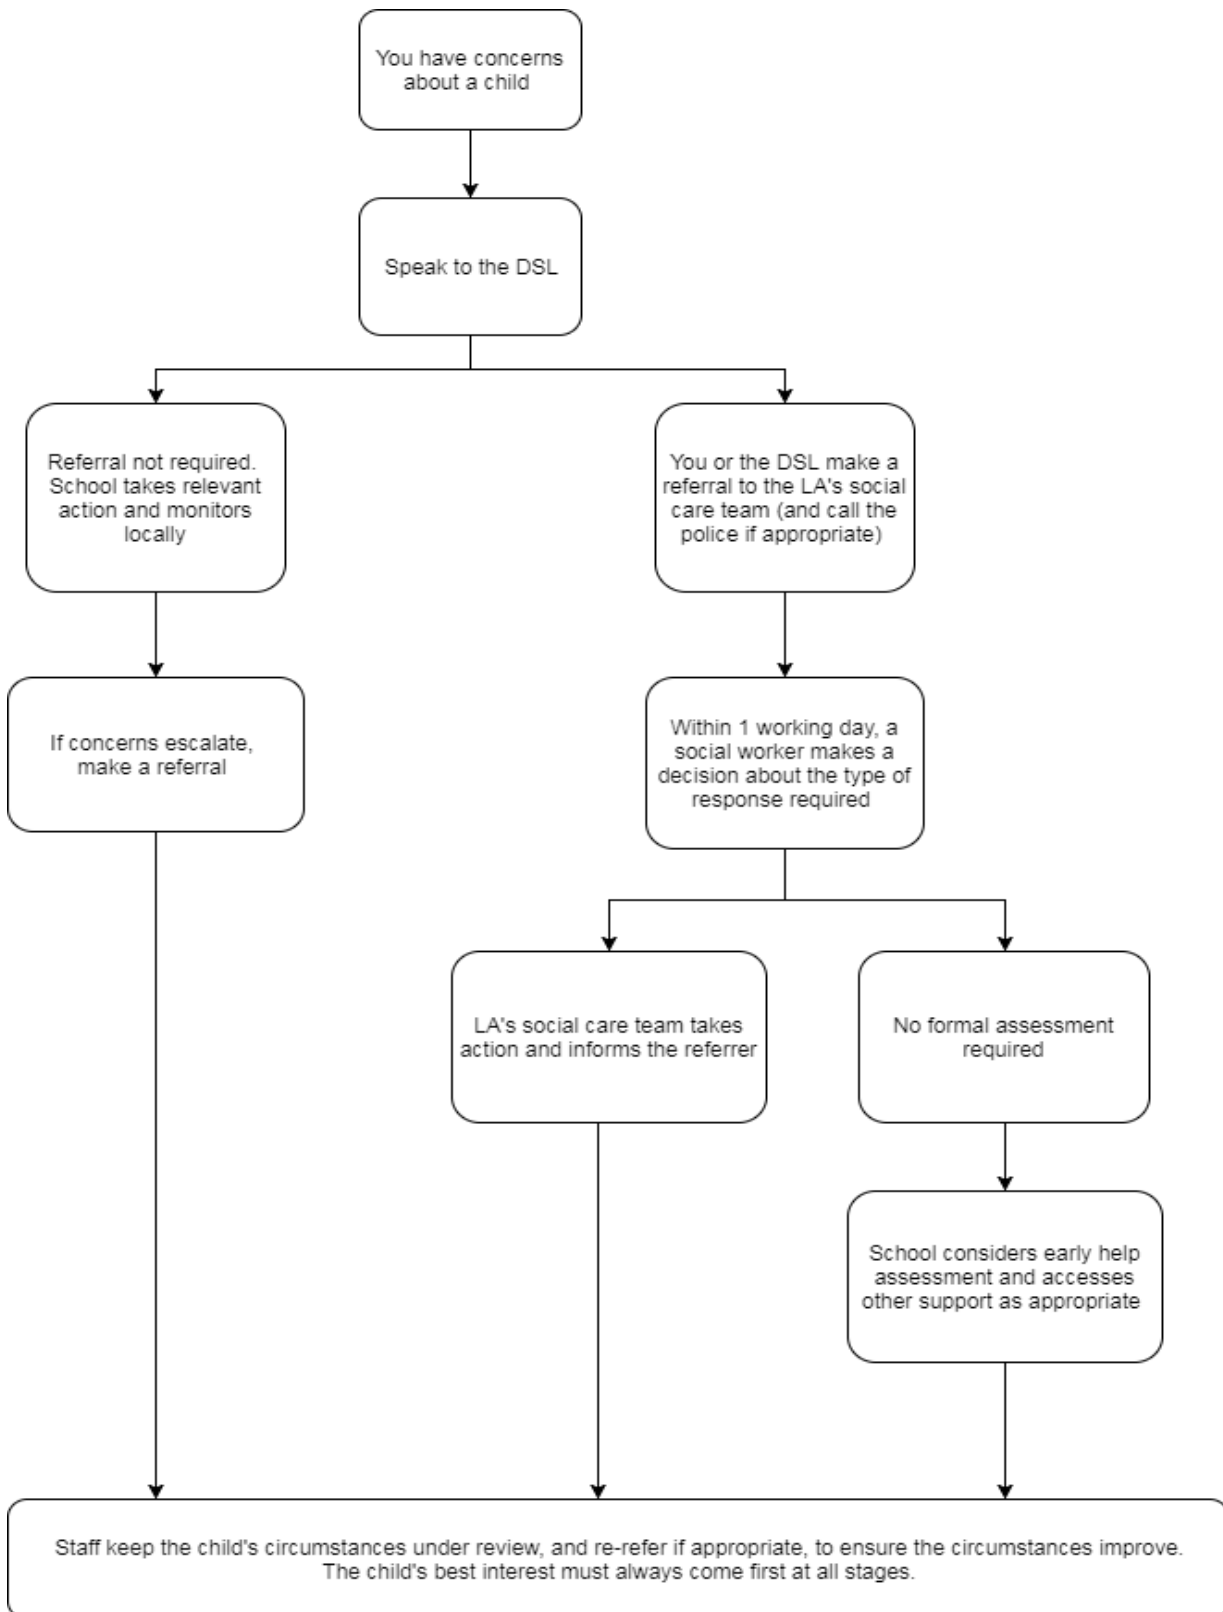 You have concerns
about a child
Speak to the DSL
Referral not required.
School takes relevant
action and monitors
locally
You or the DSL make a
referral to the LA's social
care team (and call the
police if appropriate)
If concerns escalate,
make a referral
Within 1 working day, a
social worker makes a
decision about the type of
response required
LA's social care team takes
action and informs the referrer
No formal assessment
required
School considers early help
assessment and accesses
other support as appropriate
Staff keep the child's circumstances under review, and re-refer if appropriate, to ensure the circumstances improve.
The child's best interest must always come first at all stages.